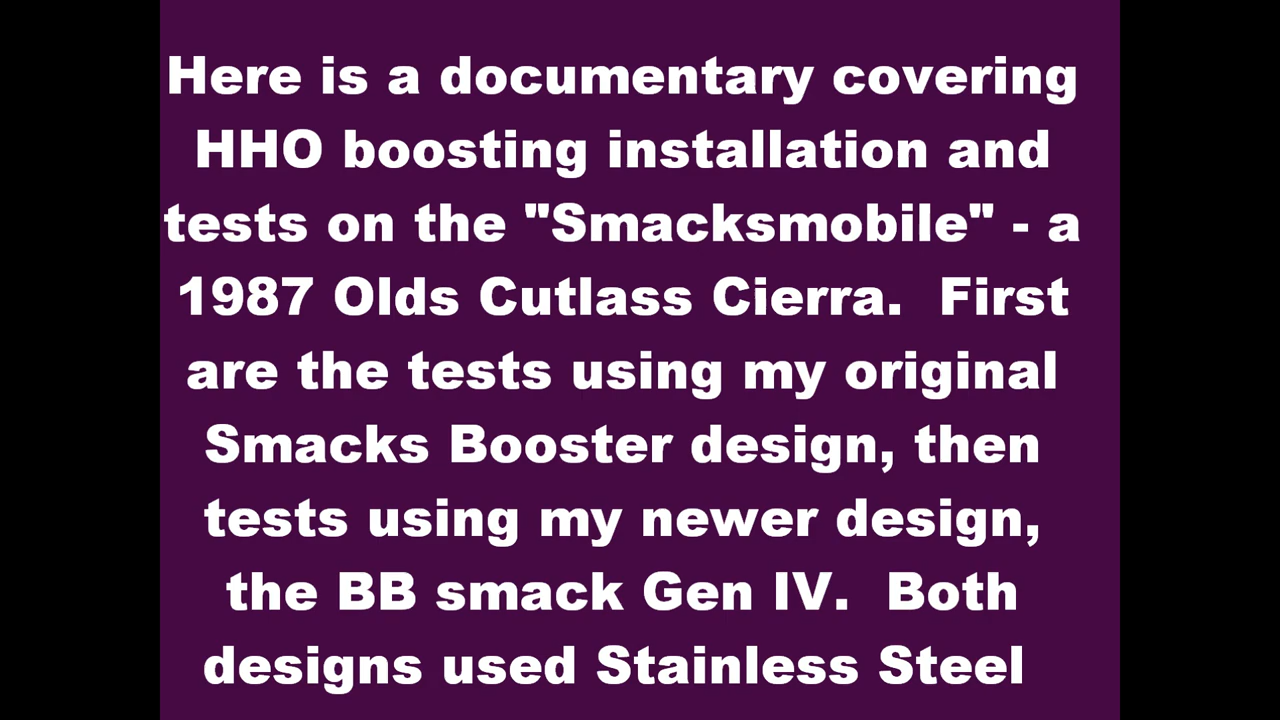 Here is a documentary covering
HHO boosting installation and
tests on the "Smacksmobile" - a
1987 Olds Cutlass Cierra.  First
are the tests using my original
Smacks Booster design, then
tests using my newer design,
the BB smack Gen IV.  Both
designs used Stainless Steel